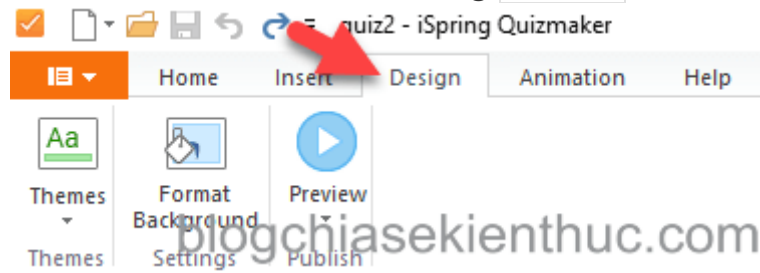 quiz2 - iSpring Quizmaker
Home Insert Design Animation Help
Aa
Themes Format Background Preview
Themes Settings Publish
blogchiasekienthuc.com